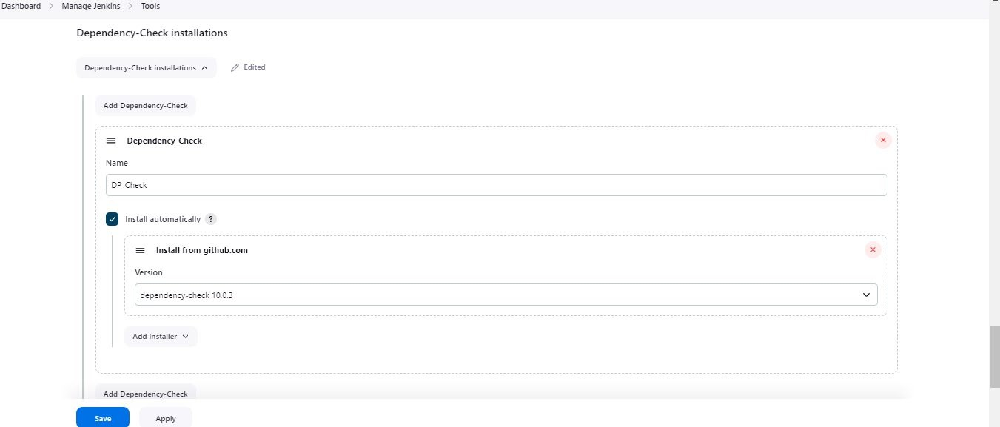 Dashboard > Manage Jenkins > Tools
Dependency-Check installations
Dependency-Check installations Edited
Add Dependency-Check
Dependency-Check
Name
DP-Check
Install automatically ?
Install from github.com
Version
dependency-check 10.0.3
Add Installer
Add Dependency-Check
Save Apply